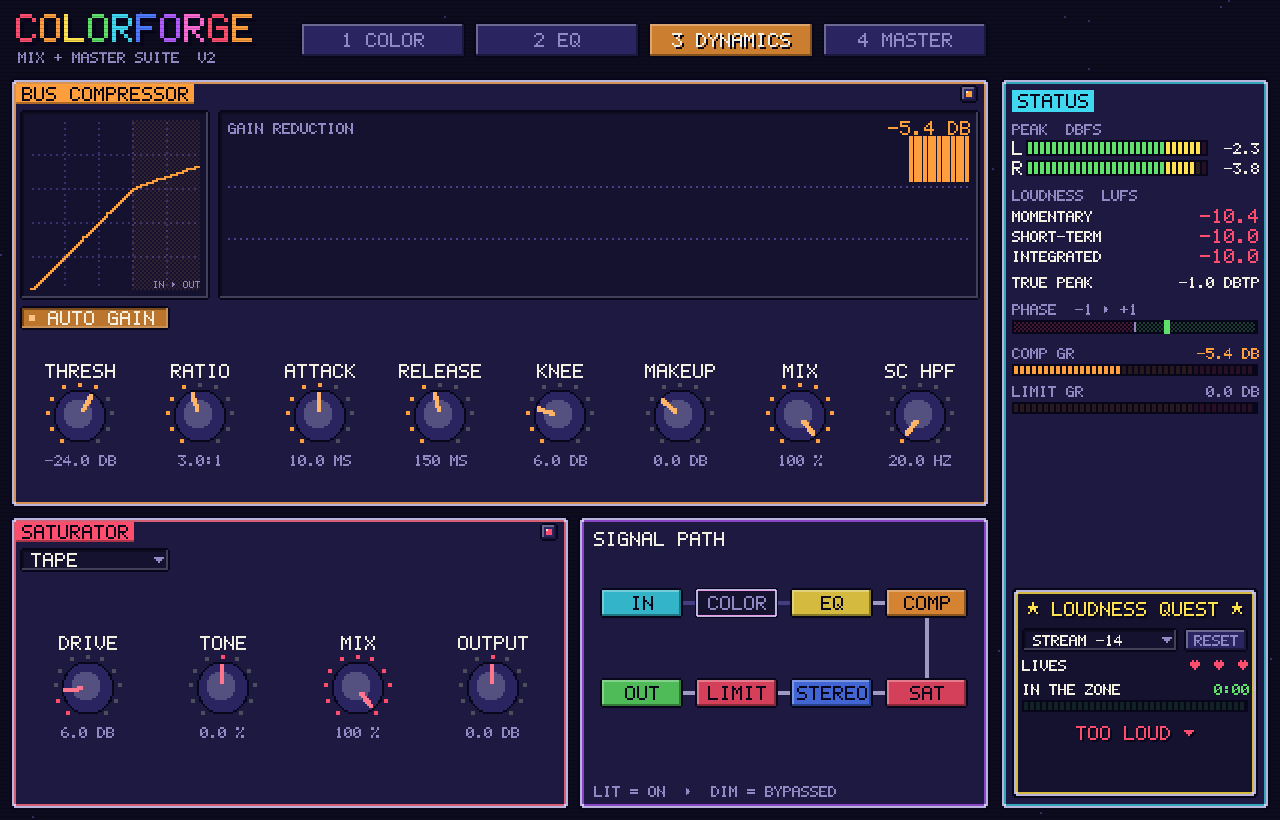 COLORFORGE
MIX + MASTER SUITE V2
1 COLOR
2 EQ
3 DYNAMICS
4 MASTER
BUS COMPRESSOR
IN ▸ OUT
GAIN REDUCTION
-5.4 DB
AUTO GAIN
THRESH RATIO ATTACK RELEASE KNEE MAKEUP MIX SC HPF
-24.0 DB 3.0:1 10.0 MS 150 MS 6.0 DB 0.0 DB 100 % 20.0 HZ
SATURATOR
TAPE
DRIVE TONE MIX OUTPUT
6.0 DB 0.0 % 100 % 0.0 DB
SIGNAL PATH
IN COLOR EQ COMP
OUT LIMIT STEREO SAT
LIT = ON ▸ DIM = BYPASSED
STATUS
PEAK DBFS
L -2.3
R -3.8
LOUDNESS LUFS
MOMENTARY -10.4
SHORT-TERM -10.0
INTEGRATED -10.0
TRUE PEAK -1.0 DBTP
PHASE -1 ▸ +1
COMP GR -5.4 DB
LIMIT GR 0.0 DB
★ LOUDNESS QUEST ★
STREAM -14 RESET
LIVES ♥ ♥ ♥
IN THE ZONE 0:00
TOO LOUD ▾